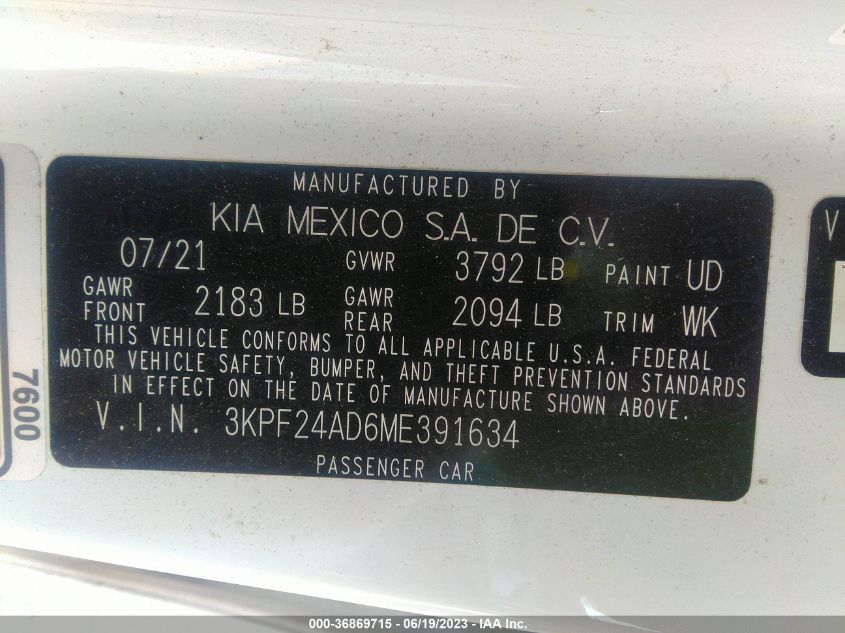 MANUFACTURED BY
KIA MEXICO S.A. DE C.V.
07/21 GVWR 3792 LB PAINT UD
GAWR FRONT 2183 LB GAWR REAR 2094 LB TRIM WK
THIS VEHICLE CONFORMS TO ALL APPLICABLE U.S.A. FEDERAL
MOTOR VEHICLE SAFETY, BUMPER, AND THEFT PREVENTION STANDARDS
IN EFFECT ON THE DATE OF MANUFACTURE SHOWN ABOVE.
V.I.N. 3KPF24AD6ME391634
PASSENGER CAR
7600
V
000-36869715 - 06/19/2023 - IAAI.COM